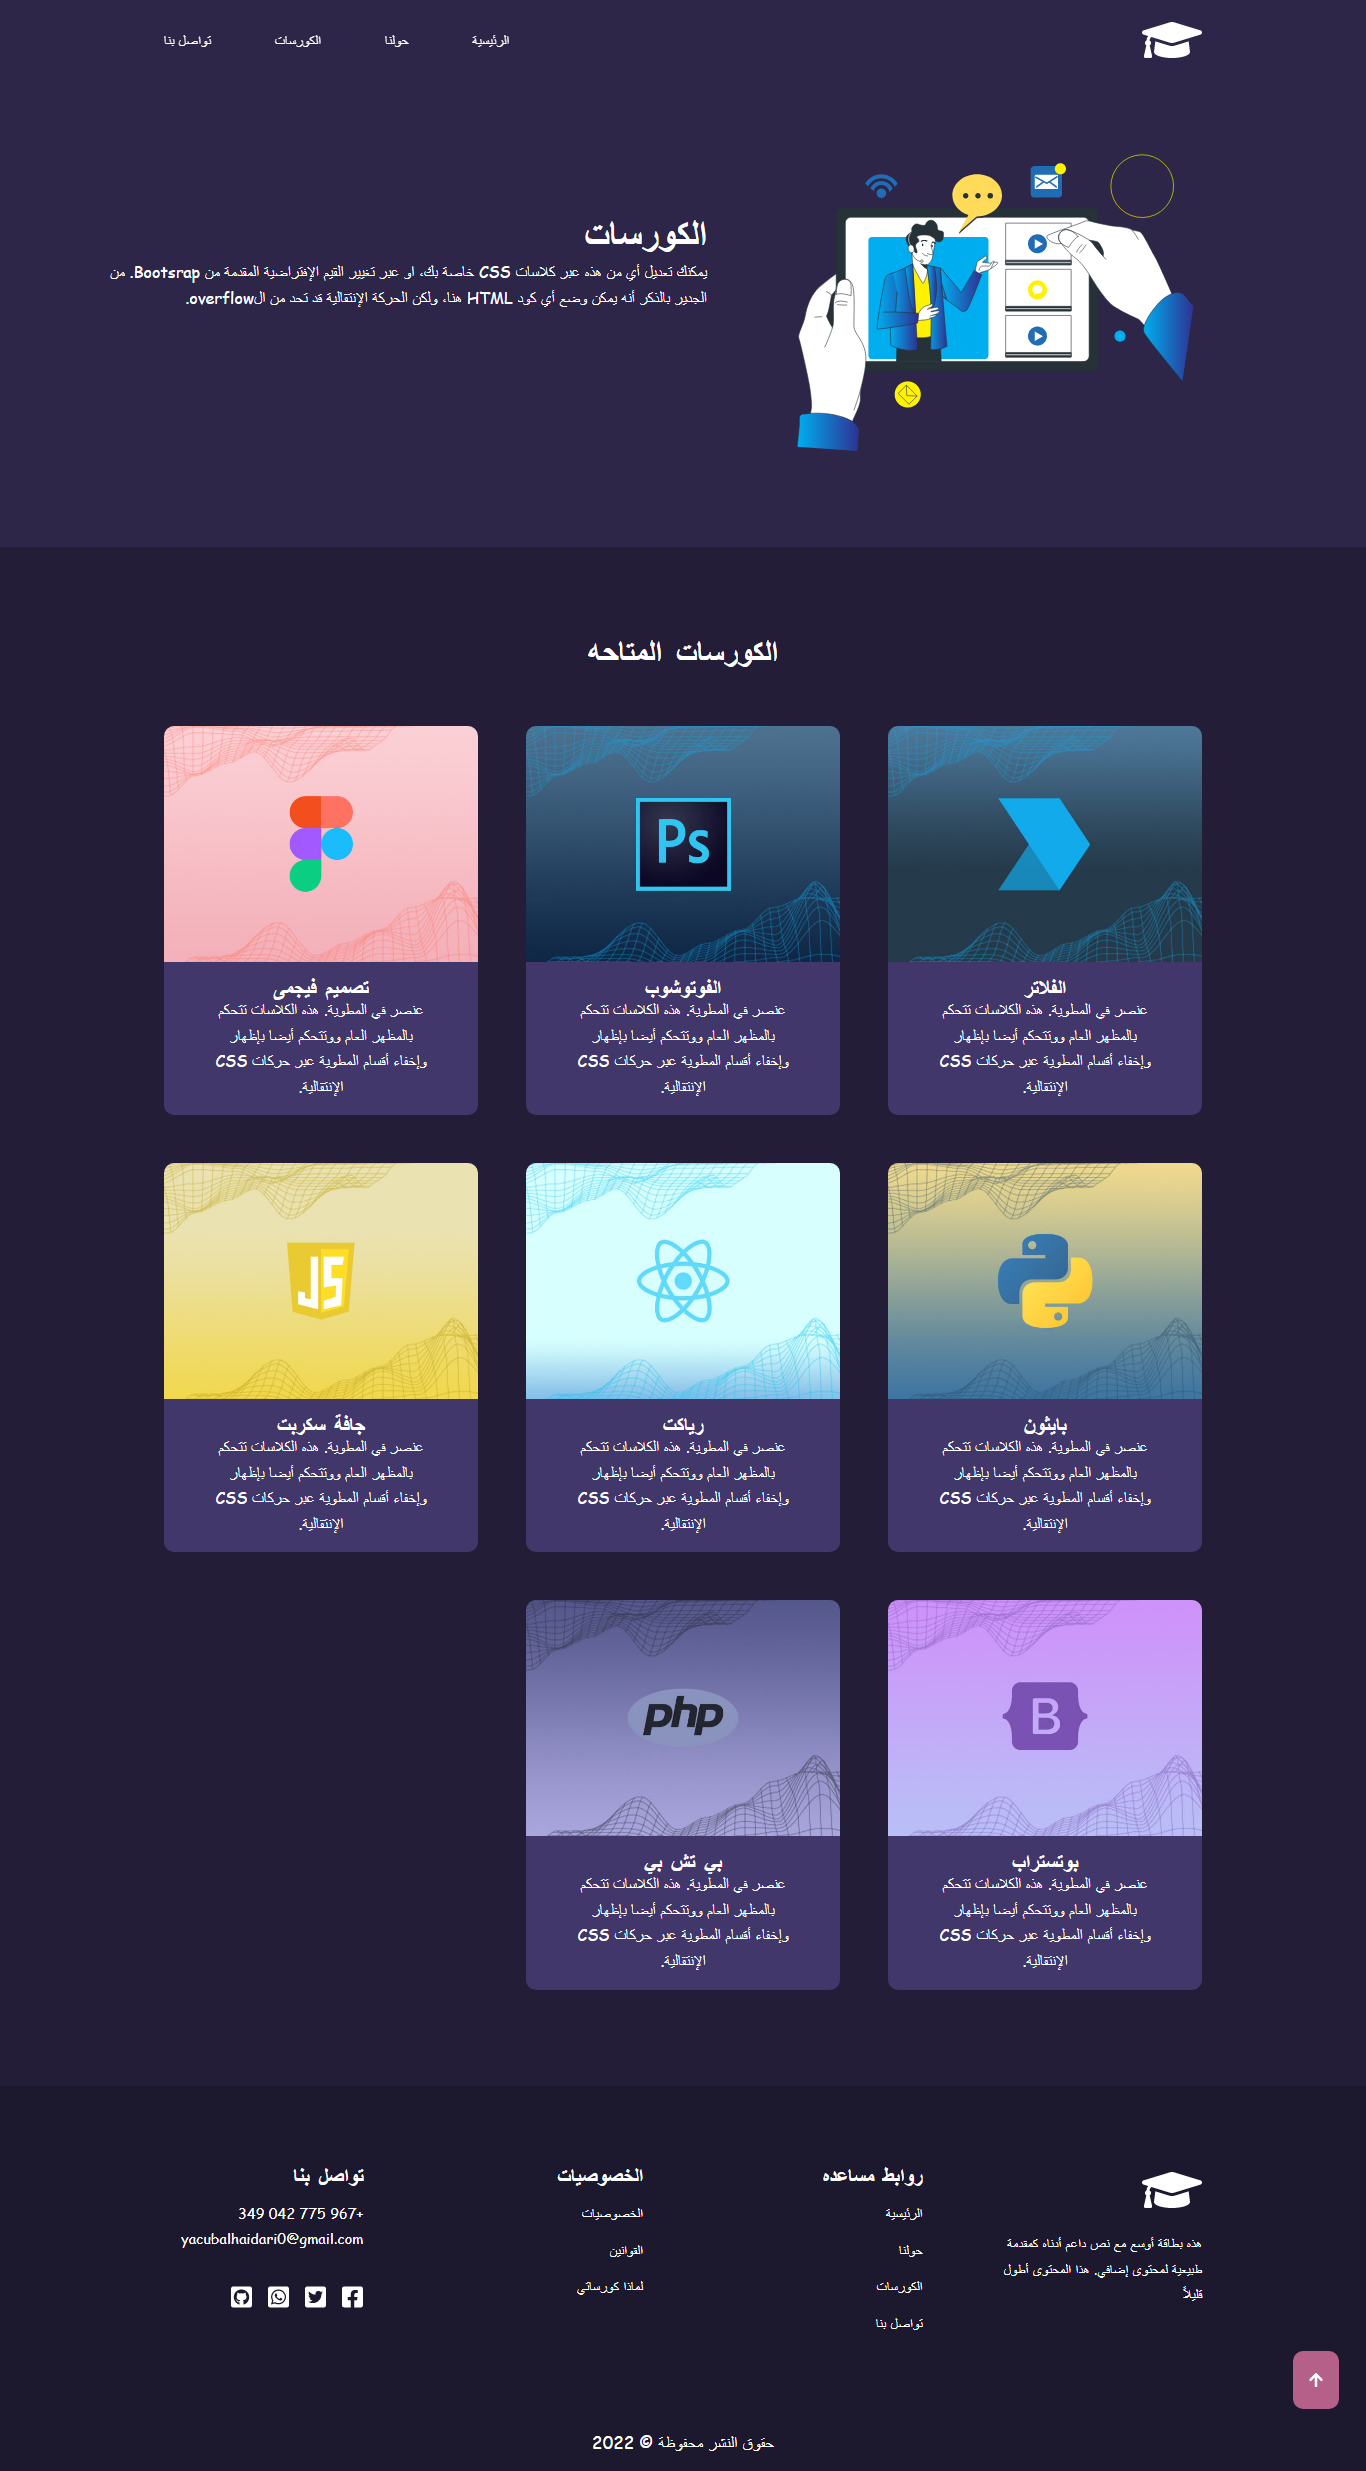 الرئيسية
حولنا
الكورسات
تواصل بنا
الكورسات
يمكنك تعديل أي من هذه عبر كلاسات CSS خاصة بك، او عبر تغيير القيم الإفتراضية المقدمة من Bootsrap. من
الجدير بالذكر أنه يمكن وضع أي كود HTML هنا، ولكن الحركة الإنتقالية قد تحد من الoverflow.
الكورسات المتاحه
الفلاتر
عنصر في المطوية. هذه الكلاسات تتحكم
بالمظهر العام ووتتحكم أيضا بإظهار
وإخفاء أقسام المطوية عبر حركات CSS
الإنتقالية.
Ps
الفوتوشوب
عنصر في المطوية. هذه الكلاسات تتحكم
بالمظهر العام ووتتحكم أيضا بإظهار
وإخفاء أقسام المطوية عبر حركات CSS
الإنتقالية.
تصميم فيجمى
عنصر في المطوية. هذه الكلاسات تتحكم
بالمظهر العام ووتتحكم أيضا بإظهار
وإخفاء أقسام المطوية عبر حركات CSS
الإنتقالية.
بايثون
عنصر في المطوية. هذه الكلاسات تتحكم
بالمظهر العام ووتتحكم أيضا بإظهار
وإخفاء أقسام المطوية عبر حركات CSS
الإنتقالية.
رياكت
عنصر في المطوية. هذه الكلاسات تتحكم
بالمظهر العام ووتتحكم أيضا بإظهار
وإخفاء أقسام المطوية عبر حركات CSS
الإنتقالية.
JS
جافة سكربت
عنصر في المطوية. هذه الكلاسات تتحكم
بالمظهر العام ووتتحكم أيضا بإظهار
وإخفاء أقسام المطوية عبر حركات CSS
الإنتقالية.
B
بوتستراب
عنصر في المطوية. هذه الكلاسات تتحكم
بالمظهر العام ووتتحكم أيضا بإظهار
وإخفاء أقسام المطوية عبر حركات CSS
الإنتقالية.
php
بي تش بي
عنصر في المطوية. هذه الكلاسات تتحكم
بالمظهر العام ووتتحكم أيضا بإظهار
وإخفاء أقسام المطوية عبر حركات CSS
الإنتقالية.
هذه بطاقة أوسع مع نص داعم أدناه كمقدمة
طبيعية لمحتوى إضافي. هذا المحتوى أطول
قليلاً
روابط مساعده
الرئيسية
حولنا
الكورسات
تواصل بنا
الخصوصيات
الخصوصيات
القوانين
لماذا كورساتي
تواصل بنا
349 042 775 967+
yacubalhaidari0@gmail.com
حقوق النشر محفوظة © 2022